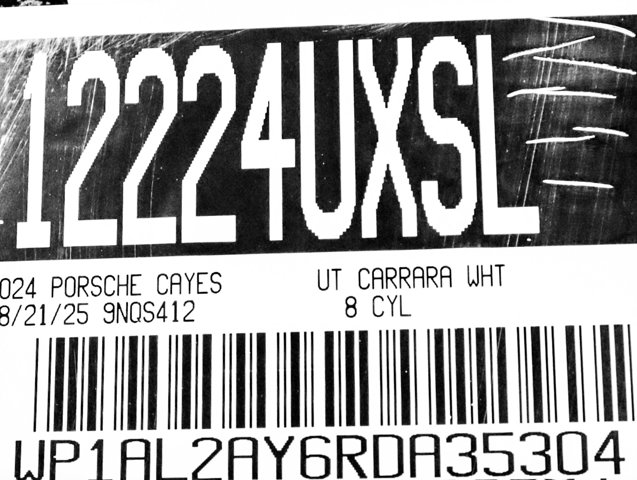 12224UXSL
024 PORSCHE CAYES UT CARRARA WHT
8/21/25 9NQS412 8 CYL
WP1AL2AY6RDA35304